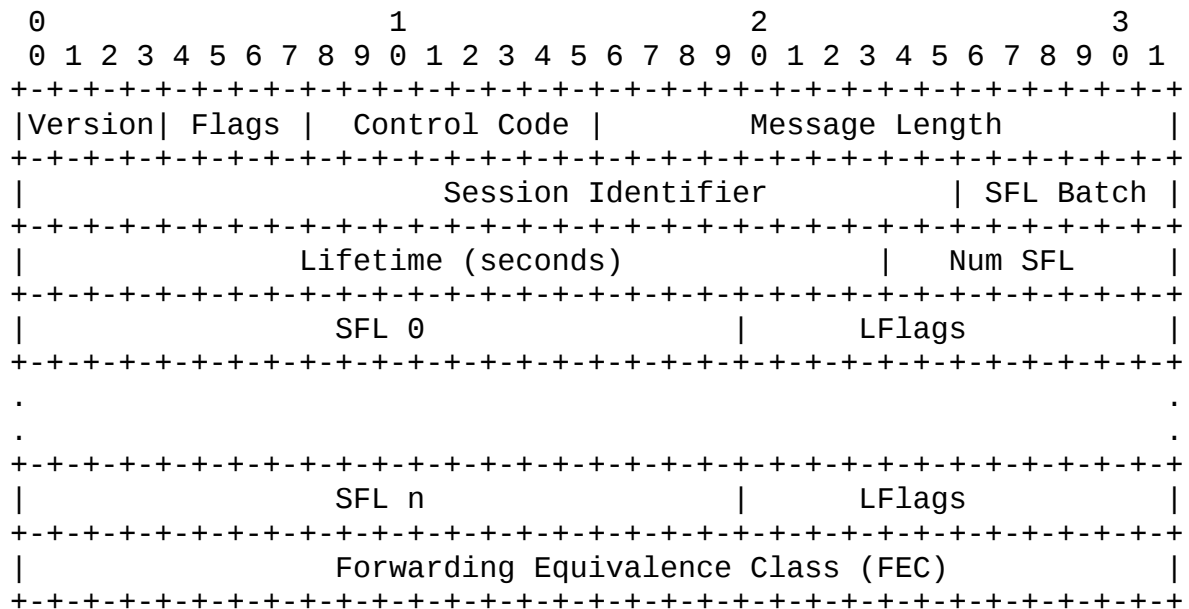 0                   1                   2                   3
 0 1 2 3 4 5 6 7 8 9 0 1 2 3 4 5 6 7 8 9 0 1 2 3 4 5 6 7 8 9 0 1
+-+-+-+-+-+-+-+-+-+-+-+-+-+-+-+-+-+-+-+-+-+-+-+-+-+-+-+-+-+-+-+-+
|Version| Flags |  Control Code |        Message Length         |
+-+-+-+-+-+-+-+-+-+-+-+-+-+-+-+-+-+-+-+-+-+-+-+-+-+-+-+-+-+-+-+-+
|                       Session Identifier          | SFL Batch |
+-+-+-+-+-+-+-+-+-+-+-+-+-+-+-+-+-+-+-+-+-+-+-+-+-+-+-+-+-+-+-+-+
|               Lifetime (seconds)              |   Num SFL     |
+-+-+-+-+-+-+-+-+-+-+-+-+-+-+-+-+-+-+-+-+-+-+-+-+-+-+-+-+-+-+-+-+
|                 SFL 0                 |      LFlags           |
+-+-+-+-+-+-+-+-+-+-+-+-+-+-+-+-+-+-+-+-+-+-+-+-+-+-+-+-+-+-+-+-+
.                                                               .
.                                                               .
+-+-+-+-+-+-+-+-+-+-+-+-+-+-+-+-+-+-+-+-+-+-+-+-+-+-+-+-+-+-+-+-+
|                 SFL n                 |      LFlags           |
+-+-+-+-+-+-+-+-+-+-+-+-+-+-+-+-+-+-+-+-+-+-+-+-+-+-+-+-+-+-+-+-+
|                 Forwarding Equivalence Class (FEC)            |
+-+-+-+-+-+-+-+-+-+-+-+-+-+-+-+-+-+-+-+-+-+-+-+-+-+-+-+-+-+-+-+-+